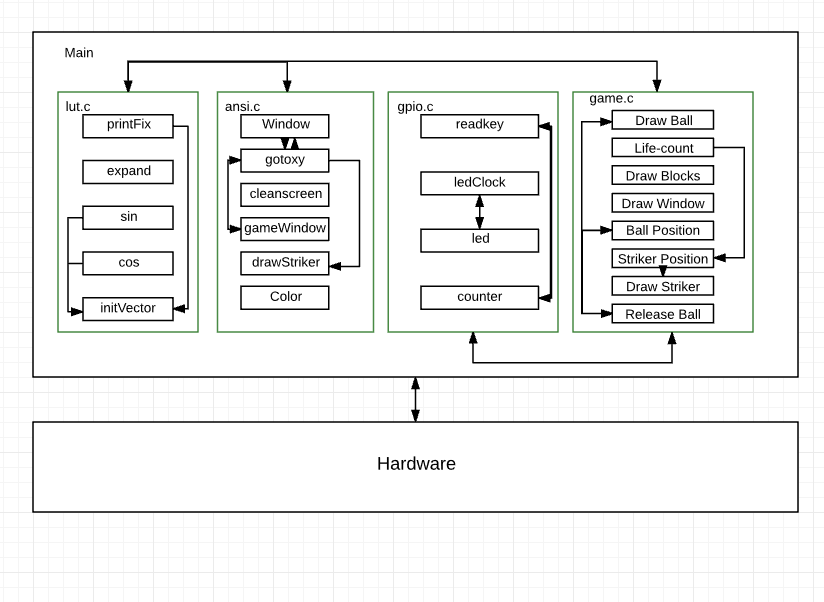 Main
lut.c
printFix
expand
sin
cos
initVector
ansi.c
Window
gotoxy
cleanscreen
gameWindow
drawStriker
Color
gpio.c
readkey
ledClock
led
counter
game.c
Draw Ball
Life-count
Draw Blocks
Draw Window
Ball Position
Striker Position
Draw Striker
Release Ball
Hardware